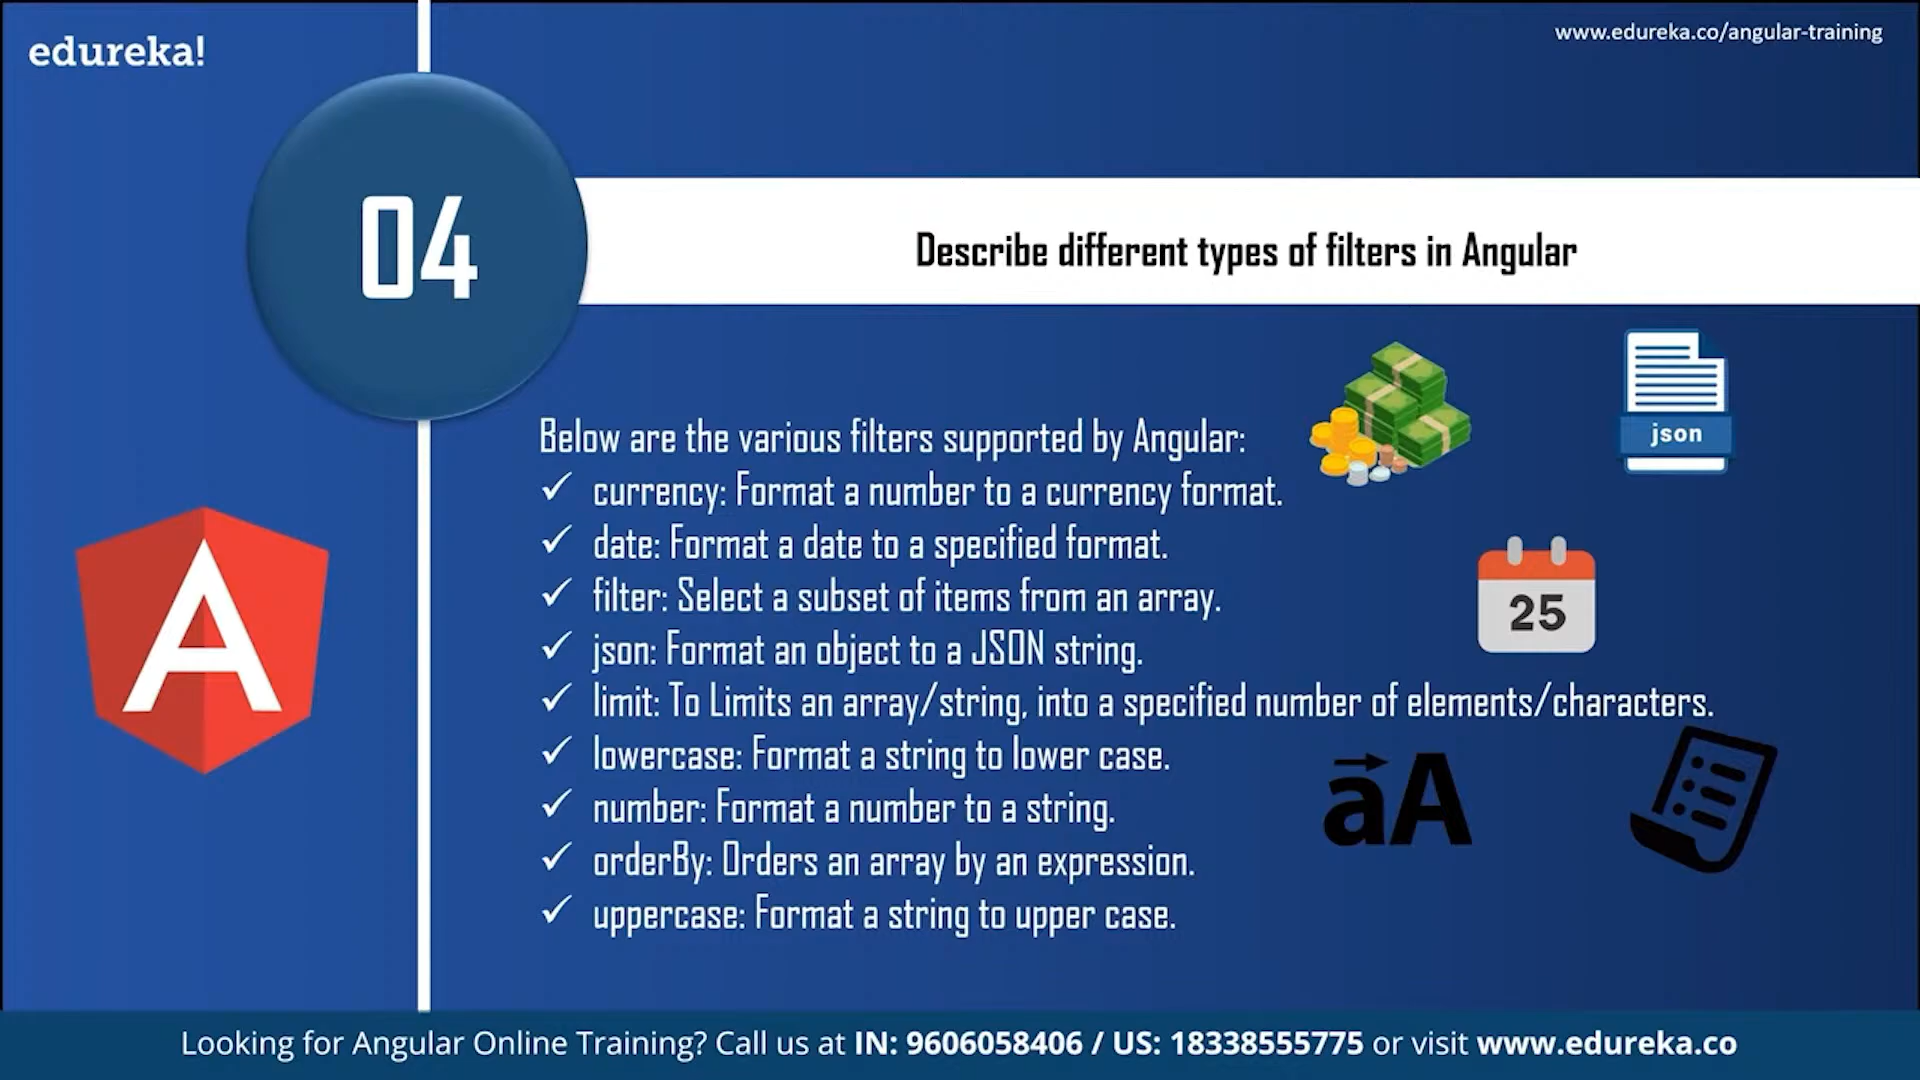 edureka!
www.edureka.co/angular-training
04
Describe different types of filters in Angular
json
Below are the various filters supported by Angular:
✓ currency: Format a number to a currency format.
✓ date: Format a date to a specified format.
✓ filter: Select a subset of items from an array.
25
✓ json: Format an object to a JSON string.
✓ limit: To Limits an array/string, into a specified number of elements/characters.
✓ lowercase: Format a string to lower case.
✓ number: Format a number to a string.
aA
✓ orderBy: Orders an array by an expression.
✓ uppercase: Format a string to upper case.
A
Looking for Angular Online Training? Call us at IN: 9606058406 / US: 18338555775 or visit www.edureka.co